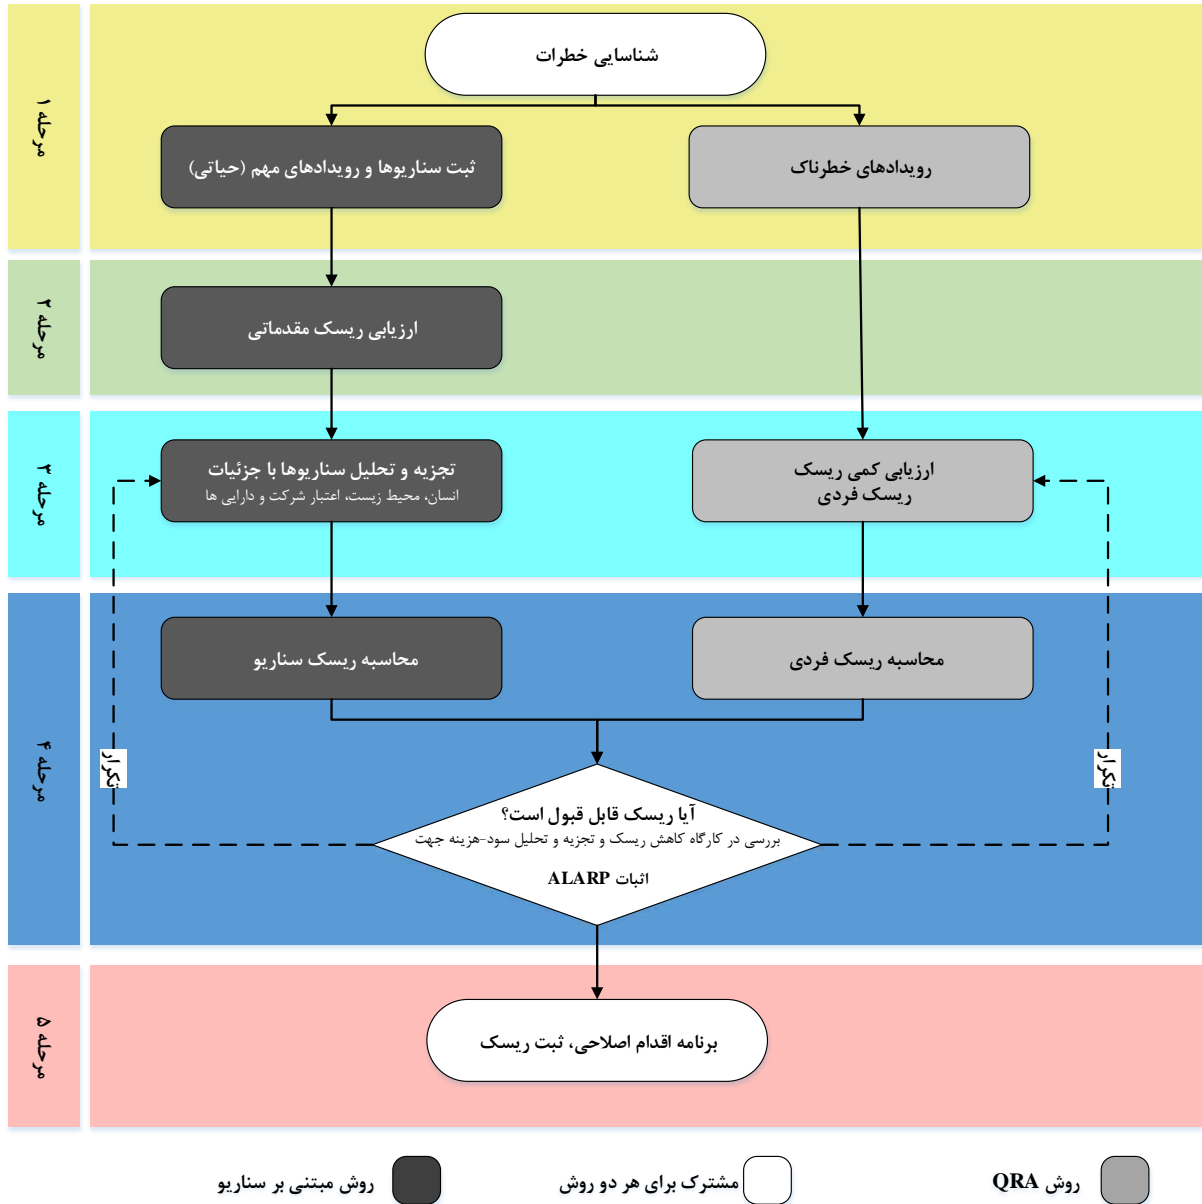 شناسایی خطرات
مرحله ۱
رویدادهای خطرناک
ثبت سناریوها و رویدادهای مهم (حیاتی)
مرحله ۲
ارزیابی ریسک مقدماتی
مرحله ۳
ارزیابی کمی ریسک
ریسک فردی
تجزیه و تحلیل سناریوها با جزئیات
انسان، محیط زیست، اعتبار شرکت و دارایی ها
مرحله ۴
محاسبه ریسک فردی
محاسبه ریسک سناریو
تکرار
تکرار
آیا ریسک قابل قبول است؟
بررسی در کارگاه کاهش ریسک و تجزیه و تحلیل سود-هزینه جهت
اثبات ALARP
مرحله ۵
برنامه اقدام اصلاحی، ثبت ریسک
روش QRA
مشترک برای هر دو روش
روش مبتنی بر سناریو